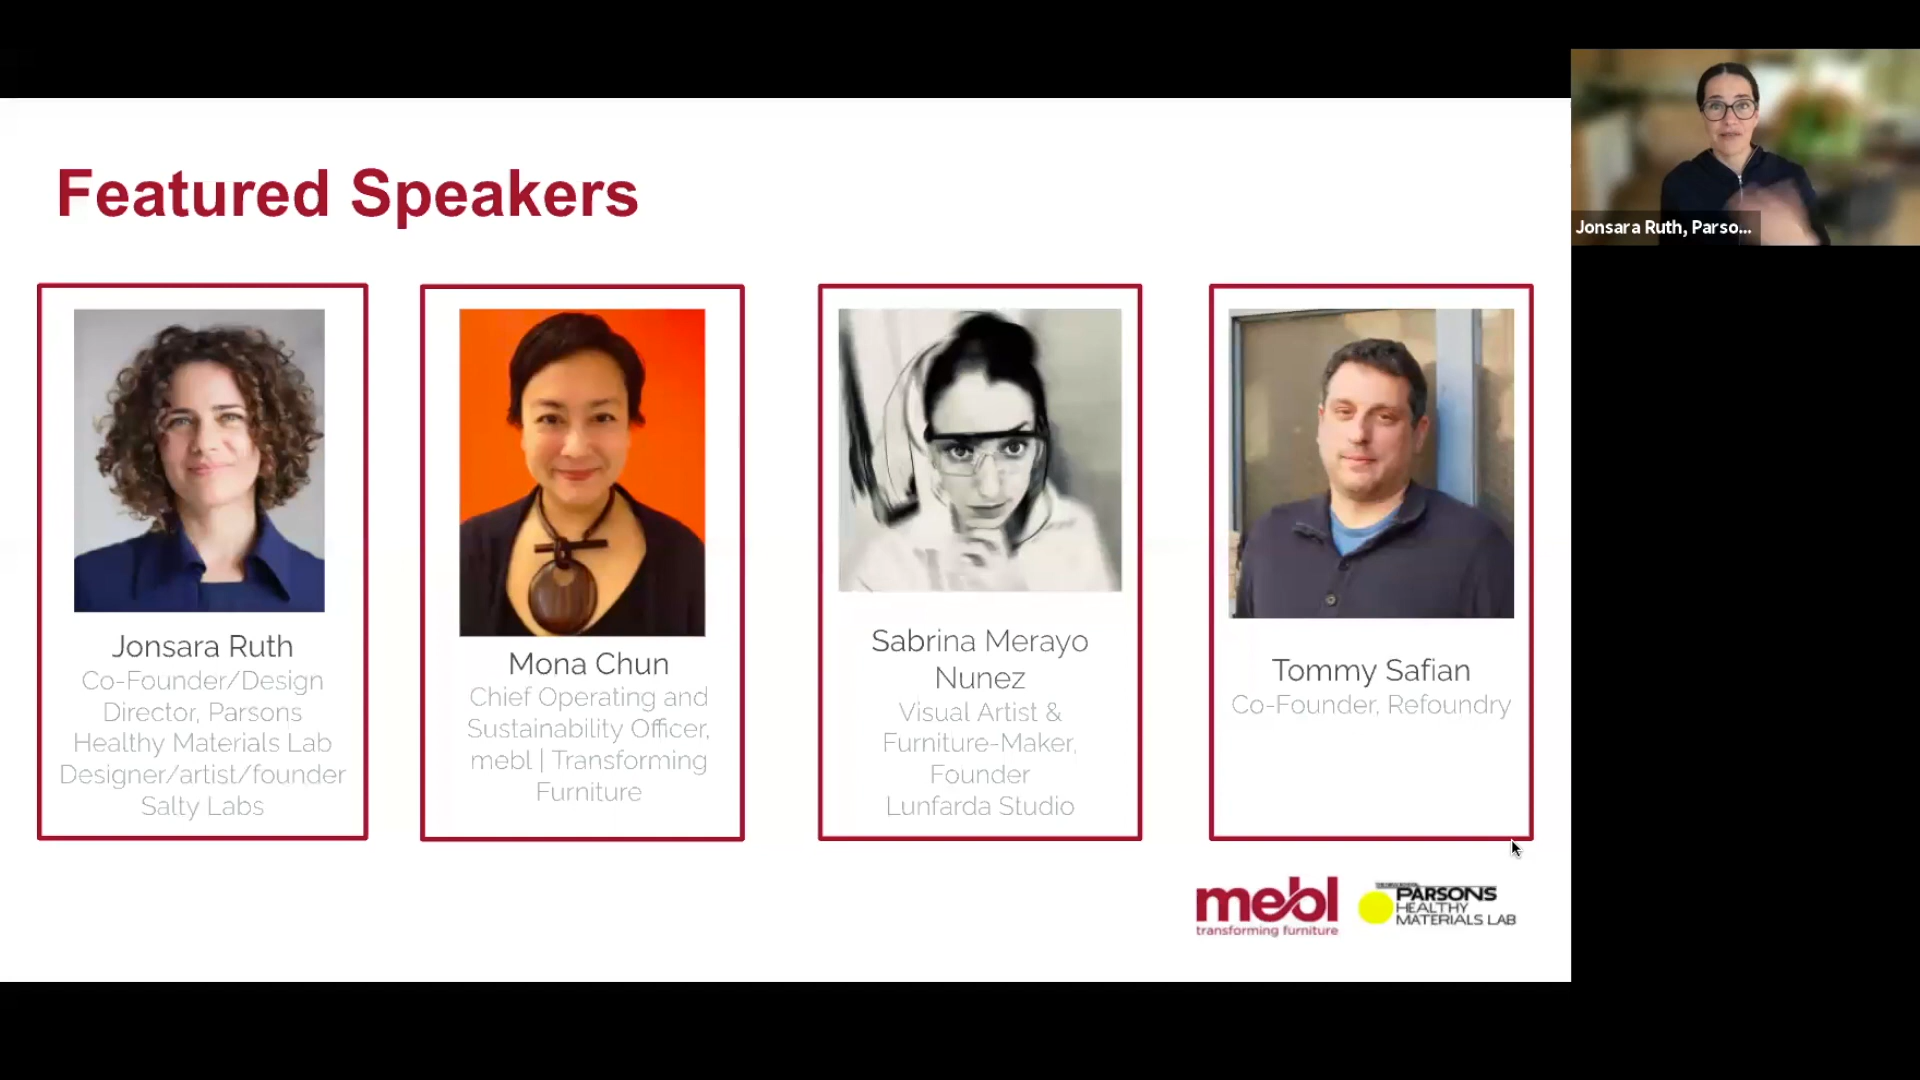 Featured Speakers
Jonsara Ruth, Parso...
Jonsara Ruth
Co-Founder/Design
Director, Parsons
Healthy Materials Lab
Designer/artist/founder
Salty Labs
Mona Chun
Chief Operating and
Sustainability Officer,
mebl | Transforming
Furniture
Sabrina Merayo
Nunez
Visual Artist &
Furniture-Maker,
Founder
Lunfarda Studio
Tommy Safian
Co-Founder, Refoundry
mebl
transforming furniture
PARSONS
HEALTHY
MATERIALS LAB